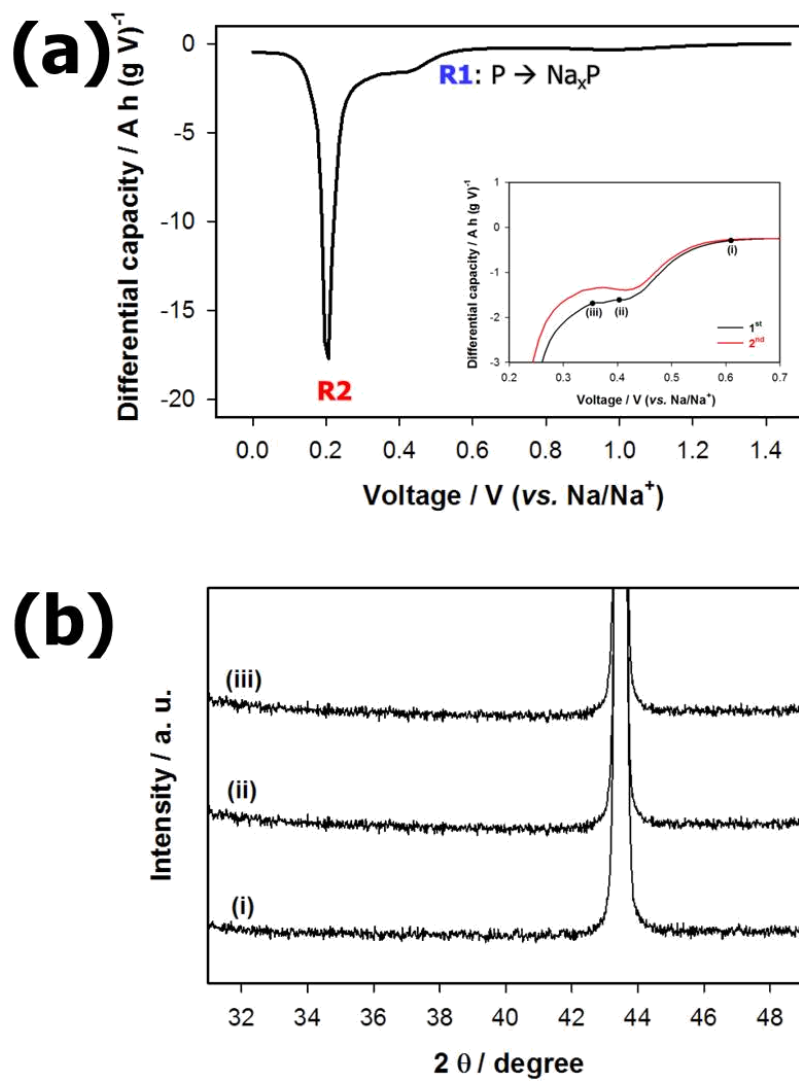 (a)
0
-5
-10
-15
-20
Differential capacity / A h (g V)⁻¹
R1: P → NaₓP
R2
0.0 0.2 0.4 0.6 0.8 1.0 1.2 1.4
Voltage / V (vs. Na/Na⁺)
1
0
-1
-2
-3
Differential capacity / A h (g V)⁻¹
(i)
(iii) (ii)
1ˢᵗ
2ⁿᵈ
0.2 0.3 0.4 0.5 0.6 0.7
Voltage / V (vs. Na/Na⁺)
(b)
Intensity / a. u.
(iii)
(ii)
(i)
32 34 36 38 40 42 44 46 48
2 θ / degree